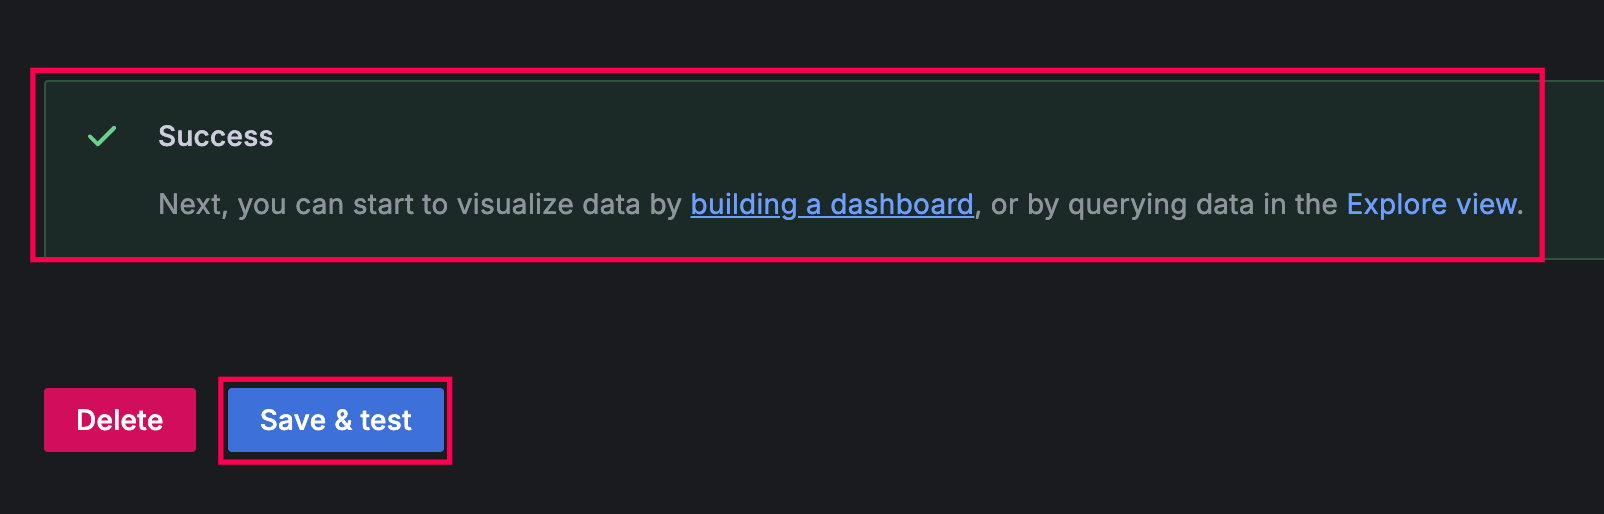 Success
Next, you can start to visualize data by building a dashboard, or by querying data in the Explore view.
Delete
Save & test